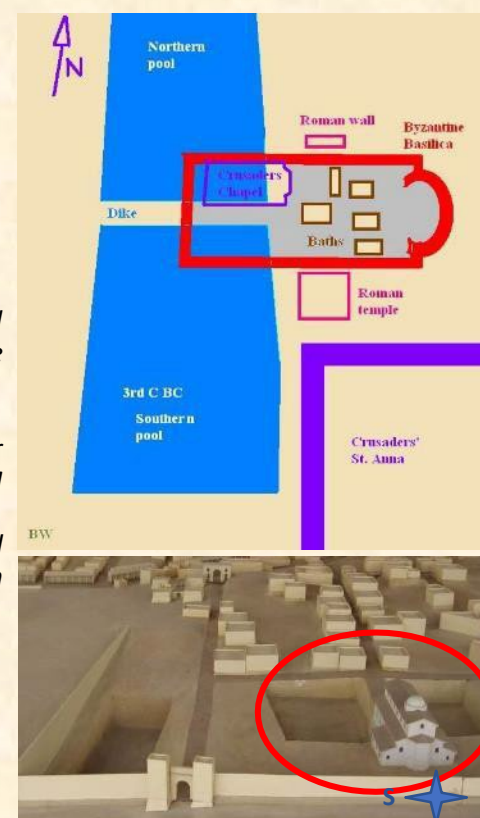 Northern
pool
N
Roman wall
Byzantine
Basilica
Crusaders
Chapel
Dike
Baths
Roman
temple
3rd C BC
Southern
pool
Crusaders'
St. Anna
BW
S